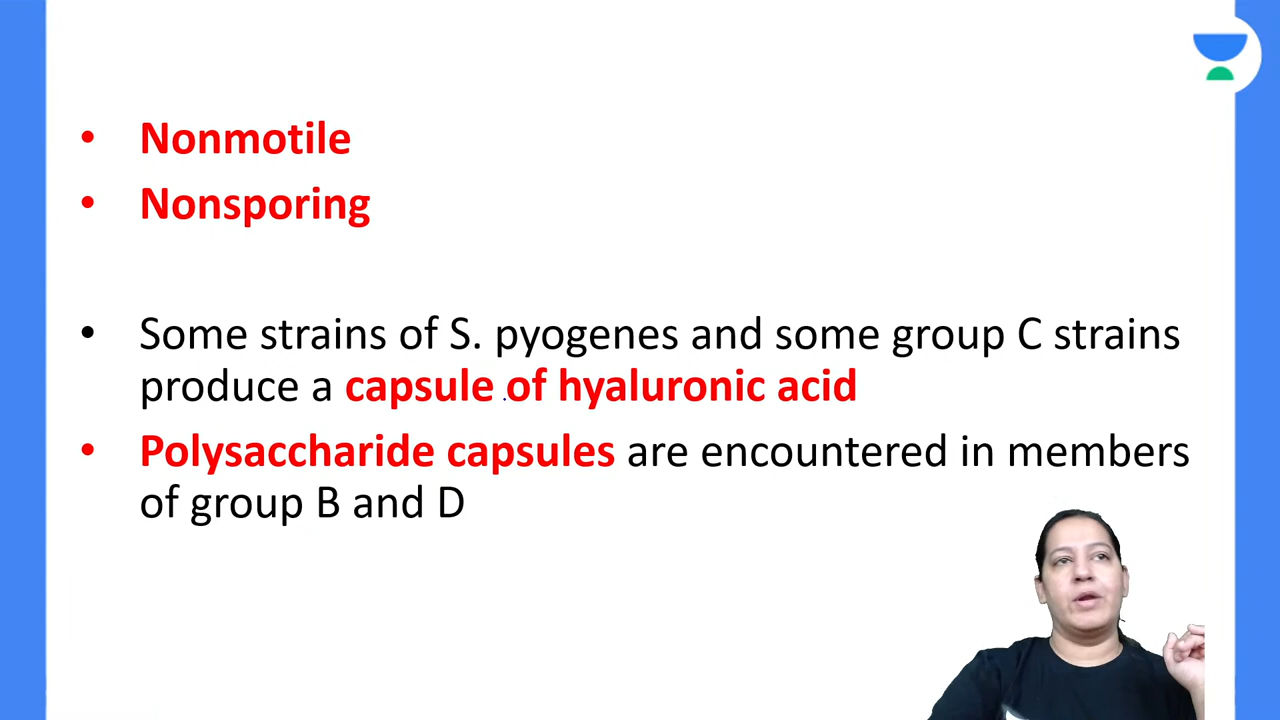 • Nonmotile
• Nonsporing
• Some strains of S. pyogenes and some group C strains
produce a capsule of hyaluronic acid
• Polysaccharide capsules are encountered in members
of group B and D